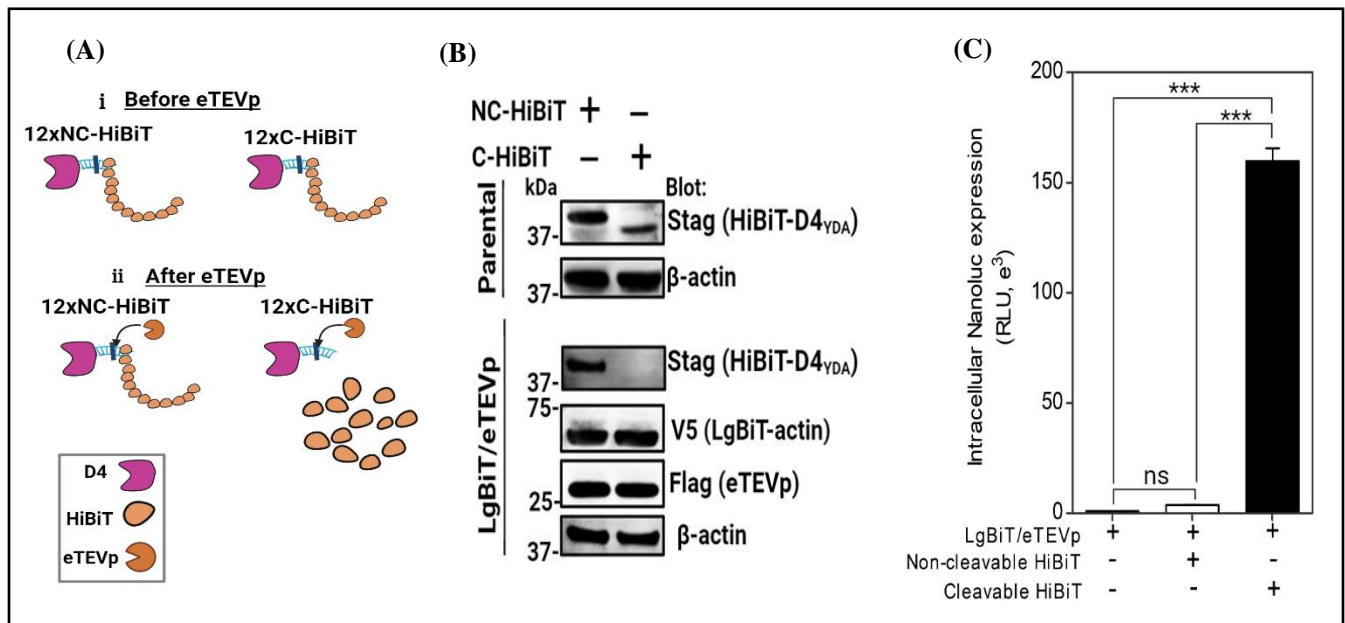 (A)
i Before eTEVp
12xNC-HiBiT 12xC-HiBiT
ii After eTEVp
12xNC-HiBiT 12xC-HiBiT
D4
HiBiT
eTEVp
(B)
NC-HiBiT + –
C-HiBiT – +
kDa Blot:
Parental
37- Stag (HiBiT-D4YDA)
37- β-actin
LgBiT/eTEVp
37- Stag (HiBiT-D4YDA)
75- V5 (LgBiT-actin)
25- Flag (eTEVp)
37- β-actin
(C)
Intracellular Nanoluc expression
(RLU, e³)
200
150
100
50
0
***
***
ns
LgBiT/eTEVp + + +
Non-cleavable HiBiT - + -
Cleavable HiBiT - - +